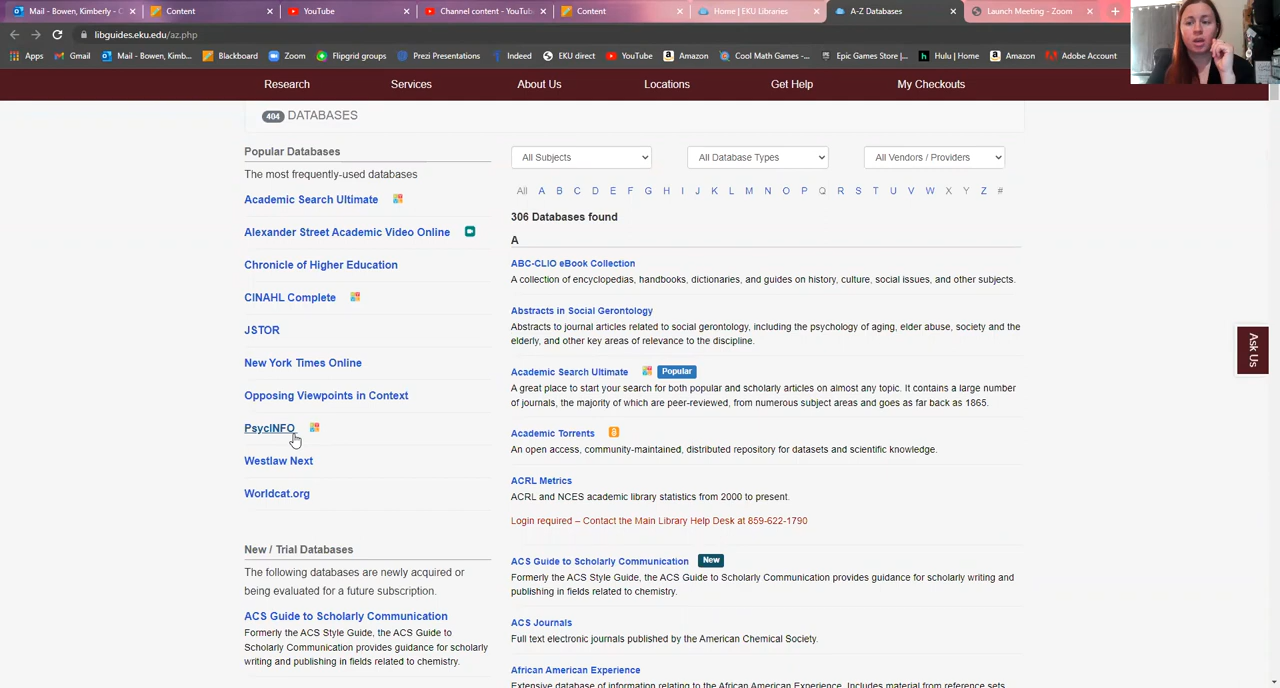 Mail - Bowen, Kimberly - C
Content
YouTube
Channel content - YouTub
Content
Home | EKU Libraries
A-Z Databases
Launch Meeting - Zoom
libguides.eku.edu/az.php
Apps
Gmail
Mail - Bowen, Kimb...
Blackboard
Zoom
Flipgrid groups
Prezi Presentations
Indeed
EKU direct
YouTube
Amazon
Cool Math Games -...
Epic Games Store |...
Hulu | Home
Amazon
Adobe Account
Research
Services
About Us
Locations
Get Help
My Checkouts
404 DATABASES
Popular Databases
The most frequently-used databases
Academic Search Ultimate
Alexander Street Academic Video Online
Chronicle of Higher Education
CINAHL Complete
JSTOR
New York Times Online
Opposing Viewpoints in Context
PsycINFO
Westlaw Next
Worldcat.org
New / Trial Databases
The following databases are newly acquired or
being evaluated for a future subscription.
ACS Guide to Scholarly Communication
Formerly the ACS Style Guide, the ACS Guide to
Scholarly Communication provides guidance for scholarly
writing and publishing in fields related to chemistry.
All Subjects
All Database Types
All Vendors / Providers
All A B C D E F G H I J K L M N O P Q R S T U V W X Y Z #
306 Databases found
A
ABC-CLIO eBook Collection
A collection of encyclopedias, handbooks, dictionaries, and guides on history, culture, social issues, and other subjects.
Abstracts in Social Gerontology
Abstracts to journal articles related to social gerontology, including the psychology of aging, elder abuse, society and the
elderly, and other key areas of relevance to the discipline.
Academic Search Ultimate Popular
A great place to start your search for both popular and scholarly articles on almost any topic. It contains a large number
of journals, the majority of which are peer-reviewed, from numerous subject areas and goes as far back as 1865.
Academic Torrents
An open access, community-maintained, distributed repository for datasets and scientific knowledge.
ACRL Metrics
ACRL and NCES academic library statistics from 2000 to present.
Login required – Contact the Main Library Help Desk at 859-622-1790
ACS Guide to Scholarly Communication New
Formerly the ACS Style Guide, the ACS Guide to Scholarly Communication provides guidance for scholarly writing and
publishing in fields related to chemistry.
ACS Journals
Full text electronic journals published by the American Chemical Society.
African American Experience
Extensive database of information relating to the African American Experience. Includes material from reference sets,
Ask Us